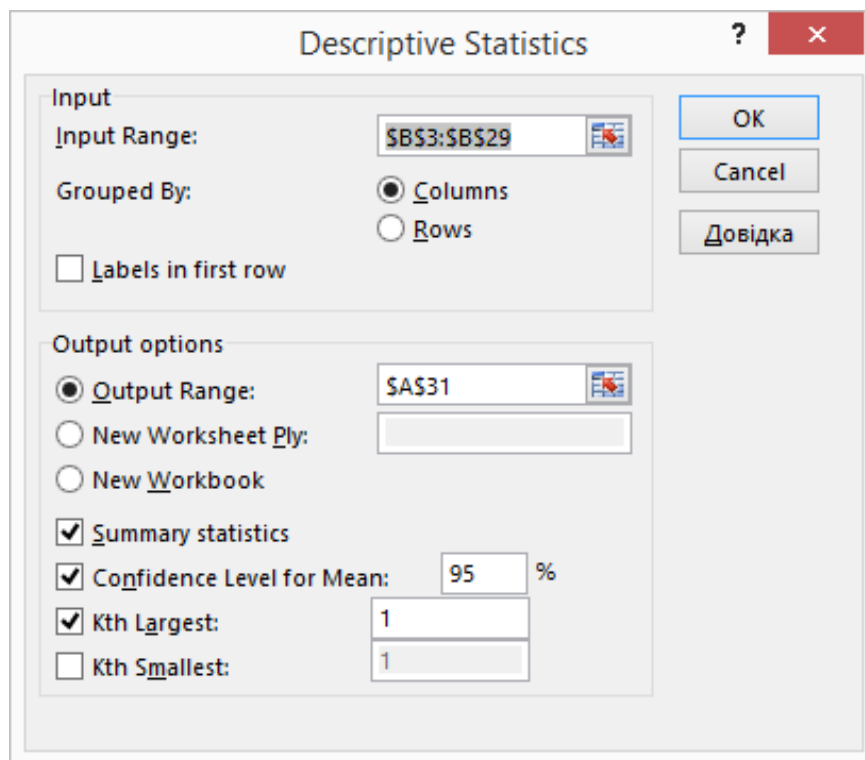 Descriptive Statistics
?
×
Input
Input Range:
$B$3:$B$29
OK
Cancel
Grouped By:
Columns
Rows
Довідка
Labels in first row
Output options
Output Range:
$A$31
New Worksheet Ply:
New Workbook
Summary statistics
Confidence Level for Mean: 95 %
Kth Largest: 1
Kth Smallest: 1